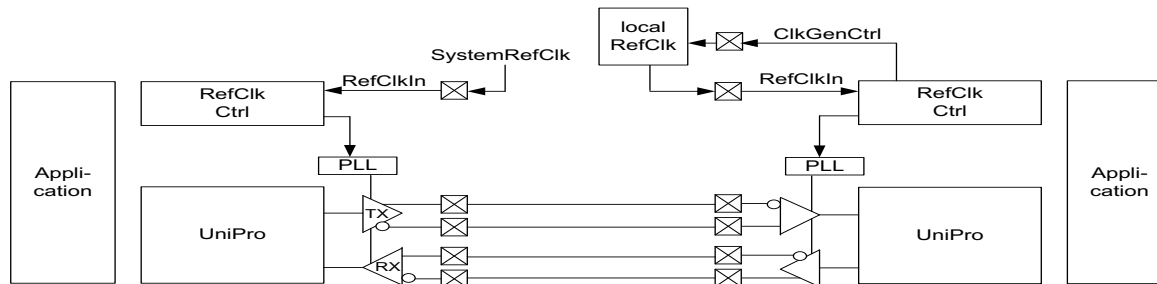 local
RefClk
ClkGenCtrl
SystemRefClk
RefClkIn
RefClkIn
RefClk
Ctrl
RefClk
Ctrl
PLL
PLL
Appli-
cation
Appli-
cation
TX
UniPro
UniPro
RX